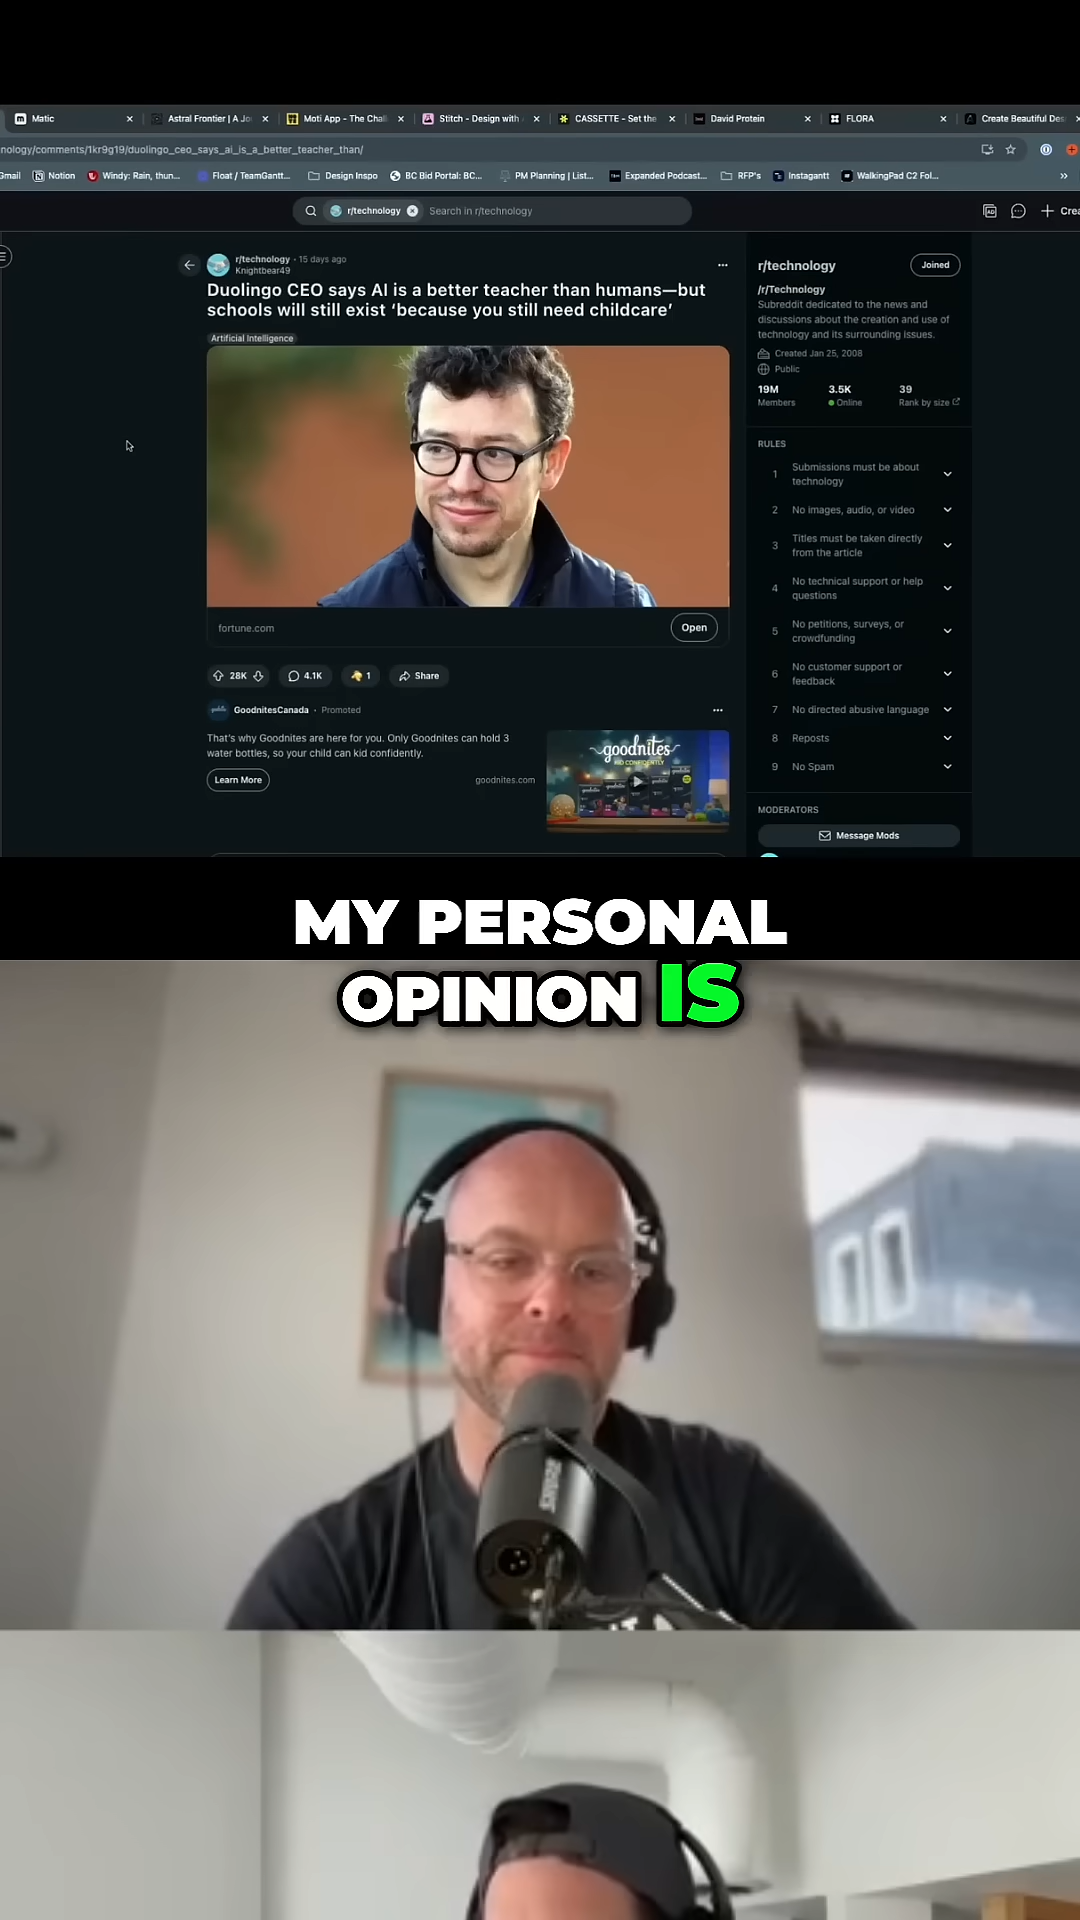 Matic
Astral Frontier | A Jo
Moti App - The Chall
Stitch - Design with
CASSETTE - Set the
David Protein
FLORA
Create Beautiful Des
nology/comments/1kr9g19/duolingo_ceo_says_ai_is_a_better_teacher_than/
Gmail
Notion
Windy: Rain, thun...
Float / TeamGantt...
Design Inspo
BC Bid Portal: BC...
PM Planning | List...
Expanded Podcast...
RFP's
Instagantt
WalkingPad C2 Fol...
r/technology
Search in r/technology
Crea
r/technology • 15 days ago
Knightbear49
Duolingo CEO says AI is a better teacher than humans—but
schools will still exist ‘because you still need childcare’
Artificial Intelligence
fortune.com
Open
28K
4.1K
1
Share
GoodnitesCanada • Promoted
That's why Goodnites are here for you. Only Goodnites can hold 3
water bottles, so your child can kid confidently.
Learn More
goodnites.com
goodnites
KID CONFIDENTLY
r/technology
Joined
/r/Technology
Subreddit dedicated to the news and
discussions about the creation and use of
technology and its surrounding issues.
Created Jan 25, 2008
Public
19M
3.5K
39
Members
Online
Rank by size
RULES
1 Submissions must be about
technology
2 No images, audio, or video
3 Titles must be taken directly
from the article
4 No technical support or help
questions
5 No petitions, surveys, or
crowdfunding
6 No customer support or
feedback
7 No directed abusive language
8 Reposts
9 No Spam
MODERATORS
Message Mods
MY PERSONAL
OPINION IS